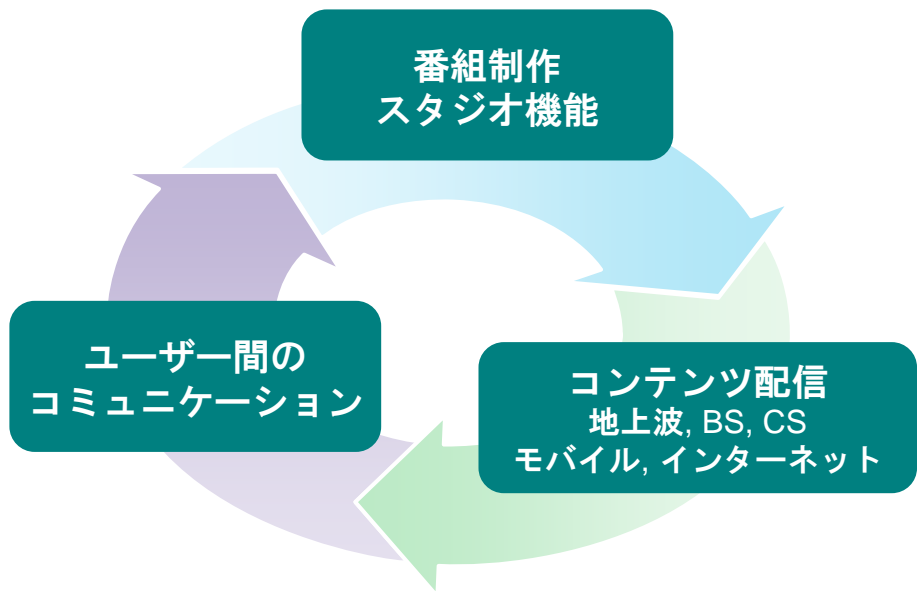 番組制作
スタジオ機能
ユーザー間の
コミュニケーション
コンテンツ配信
地上波, BS, CS
モバイル, インターネット